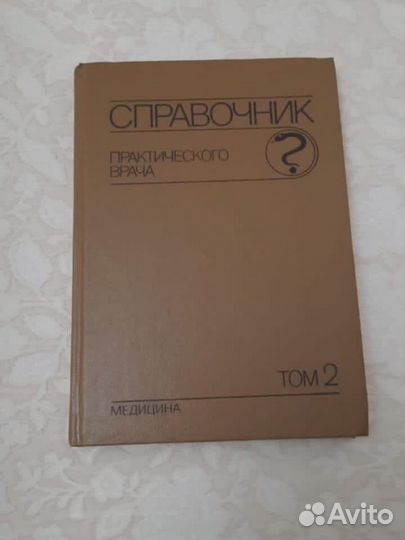 СПРАВОЧНИК
ПРАКТИЧЕСКОГО
ВРАЧА
?
ТОМ 2
МЕДИЦИНА
Avito